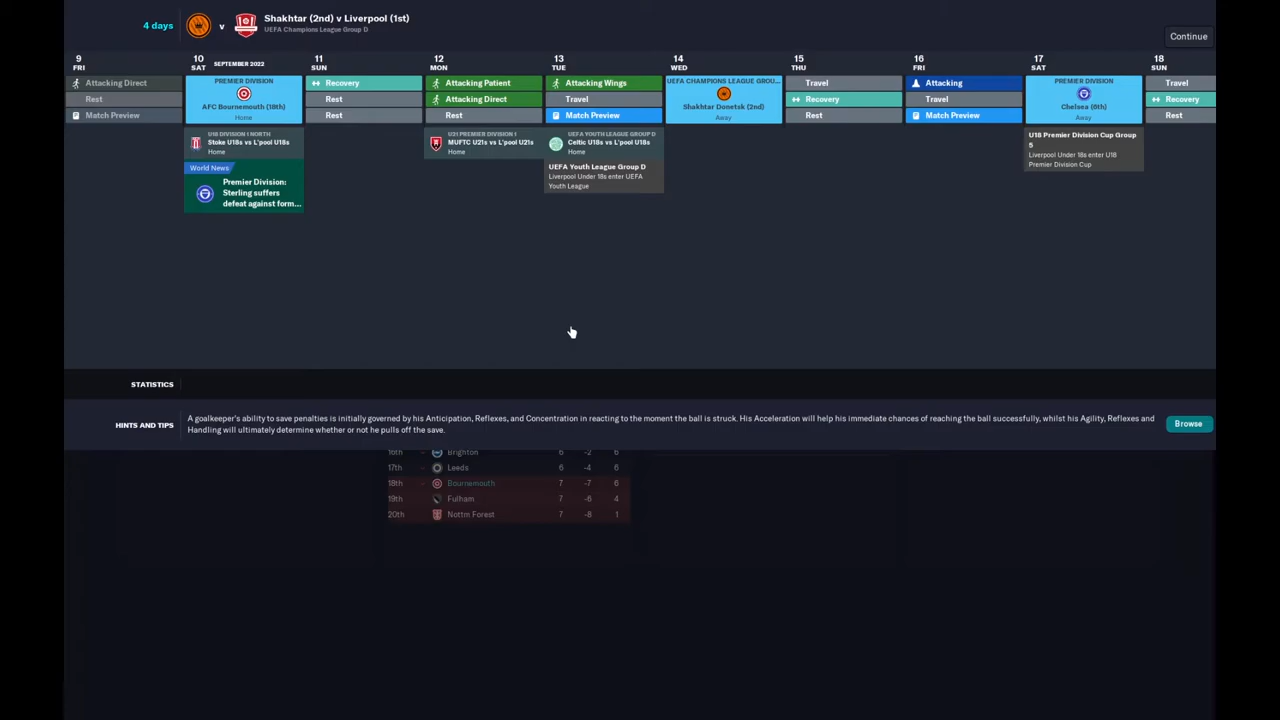 4 days
v
Shakhtar (2nd) v Liverpool (1st)
UEFA Champions League Group D
Continue
9
FRI
10
SAT
SEPTEMBER 2022
11
SUN
12
MON
13
TUE
14
WED
15
THU
16
FRI
17
SAT
18
SUN
Attacking Direct
Rest
Match Preview
PREMIER DIVISION
AFC Bournemouth (18th)
Home
U18 DIVISION 1 NORTH
Stoke U18s vs L'pool U18s
Home
World News
Premier Division:
Sterling suffers
defeat against form...
Recovery
Rest
Rest
Attacking Patient
Attacking Direct
Rest
U21 PREMIER DIVISION 1
MUFTC U21s vs L'pool U21s
Home
Attacking Wings
Travel
Match Preview
UEFA YOUTH LEAGUE GROUP D
Celtic U18s vs L'pool U18s
Home
UEFA Youth League Group D
Liverpool Under 18s enter UEFA
Youth League
UEFA CHAMPIONS LEAGUE GROU...
Shakhtar Donetsk (2nd)
Away
Travel
Recovery
Rest
Attacking
Travel
Match Preview
PREMIER DIVISION
Chelsea (6th)
Away
U18 Premier Division Cup Group
5
Liverpool Under 18s enter U18
Premier Division Cup
Travel
Recovery
Rest
STATISTICS
HINTS AND TIPS
A goalkeeper's ability to save penalties is initially governed by his Anticipation, Reflexes, and Concentration in reacting to the moment the ball is struck. His Acceleration will help his immediate chances of reaching the ball successfully, whilst his Agility, Reflexes and
Handling will ultimately determine whether or not he pulls off the save.
Browse
16th Brighton 6 -2 6
17th Leeds 6 -4 6
18th Bournemouth 7 -7 6
19th Fulham 7 -6 4
20th Nottm Forest 7 -8 1